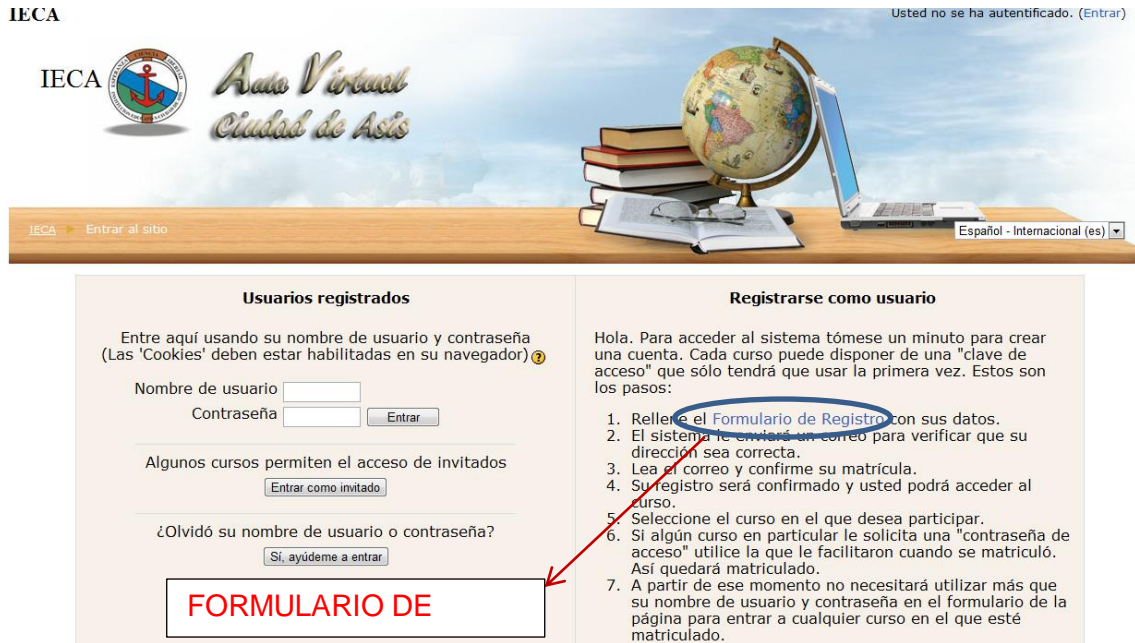 IECA
Usted no se ha autentificado. (Entrar)
IECA
Aula Virtual
Ciudad de Asis
IECA ► Entrar al sitio
Español - Internacional (es)
Usuarios registrados
Entre aquí usando su nombre de usuario y contraseña
(Las 'Cookies' deben estar habilitadas en su navegador)
Nombre de usuario
Contraseña
Entrar
Algunos cursos permiten el acceso de invitados
Entrar como invitado
¿Olvidó su nombre de usuario o contraseña?
Sí, ayúdeme a entrar
FORMULARIO DE
Registrarse como usuario
Hola. Para acceder al sistema tómese un minuto para crear
una cuenta. Cada curso puede disponer de una "clave de
acceso" que sólo tendrá que usar la primera vez. Estos son
los pasos:
1. Rellene el Formulario de Registro con sus datos.
2. El sistema le enviará un correo para verificar que su
dirección sea correcta.
3. Lea el correo y confirme su matrícula.
4. Su registro será confirmado y usted podrá acceder al
curso.
5. Seleccione el curso en el que desea participar.
6. Si algún curso en particular le solicita una "contraseña de
acceso" utilice la que le facilitaron cuando se matriculó.
Así quedará matriculado.
7. A partir de ese momento no necesitará utilizar más que
su nombre de usuario y contraseña en el formulario de la
página para entrar a cualquier curso en el que esté
matriculado.